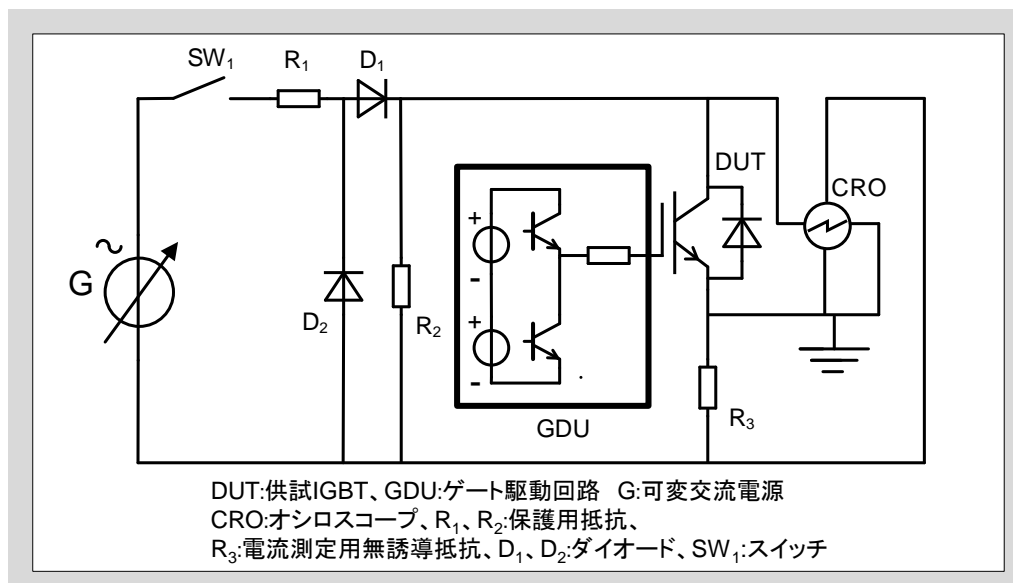 SW₁
R₁
D₁
DUT
CRO
+
-
+
-
G
~
D₂
R₂
R₃
GDU
DUT:供試IGBT、GDU:ゲート駆動回路 G:可変交流電源
CRO:オシロスコープ、R₁、R₂:保護用抵抗、
R₃:電流測定用無誘導抵抗、D₁、D₂:ダイオード、SW₁:スイッチ